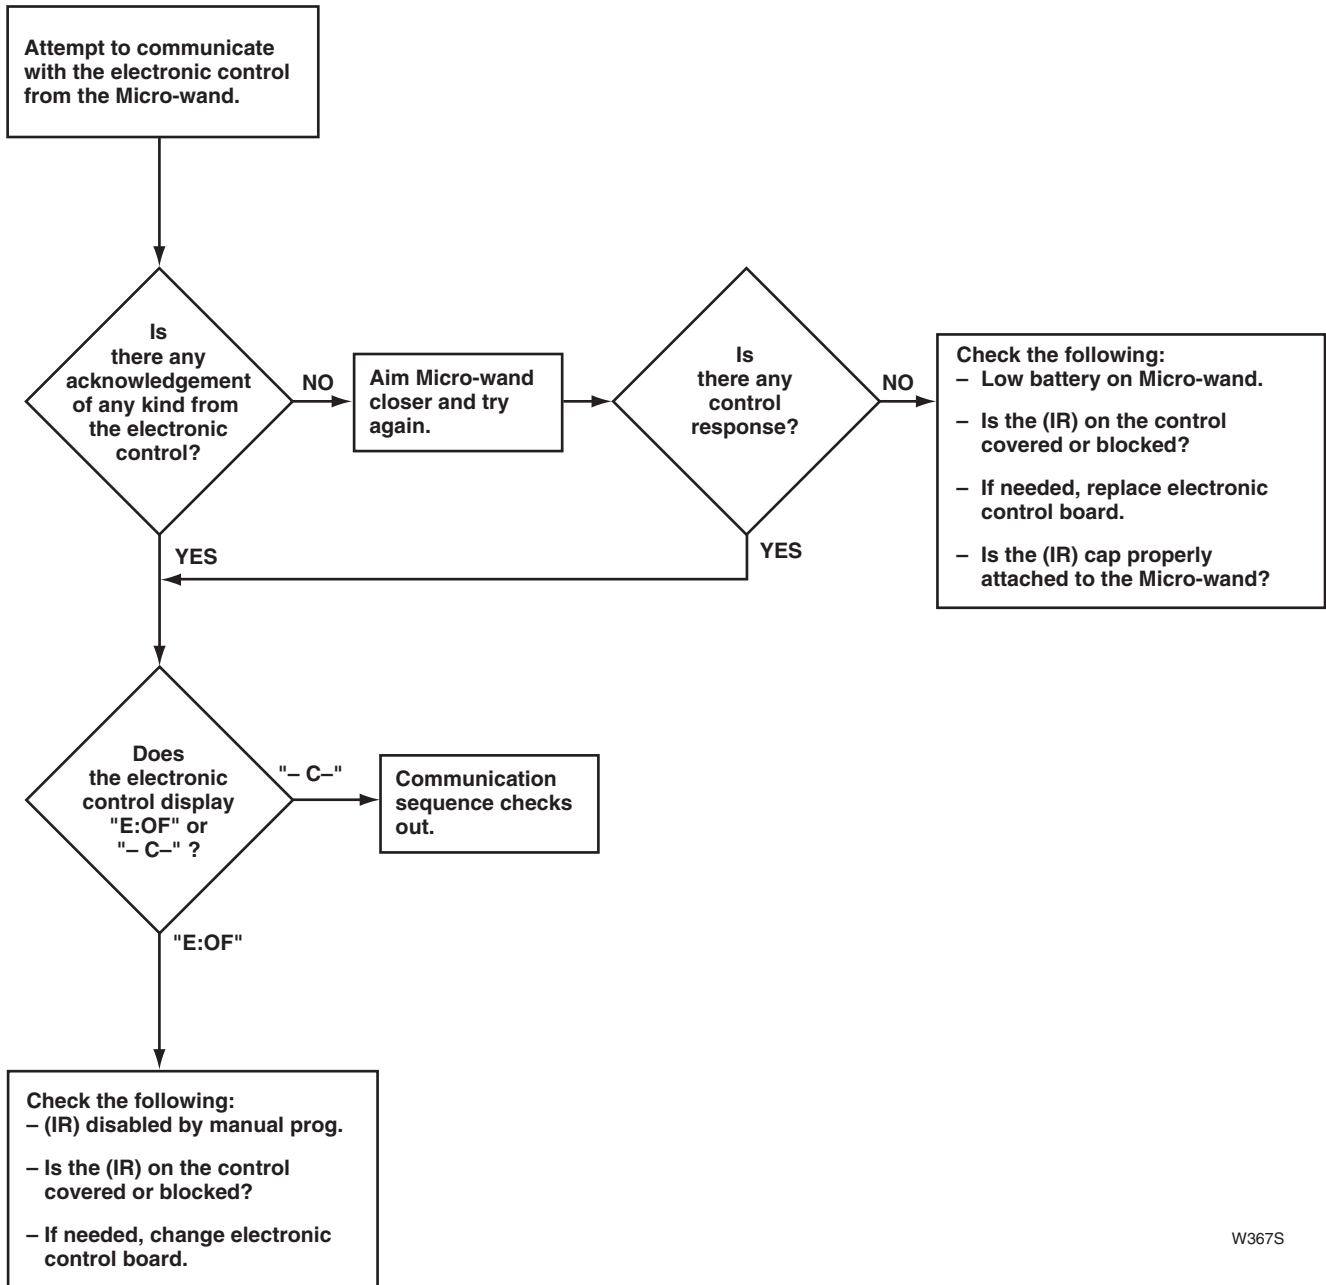 Attempt to communicate
with the electronic control
from the Micro-wand.
Is
there any
acknowledgement
of any kind from
the electronic
control?
NO
Aim Micro-wand
closer and try
again.
Is
there any
control
response?
NO
Check the following:
– Low battery on Micro-wand.
– Is the (IR) on the control
covered or blocked?
– If needed, replace electronic
control board.
– Is the (IR) cap properly
attached to the Micro-wand?
YES
YES
Does
the electronic
control display
"E:OF" or
"– C–" ?
"– C–"
Communication
sequence checks
out.
"E:OF"
Check the following:
– (IR) disabled by manual prog.
– Is the (IR) on the control
covered or blocked?
– If needed, change electronic
control board.
W367S